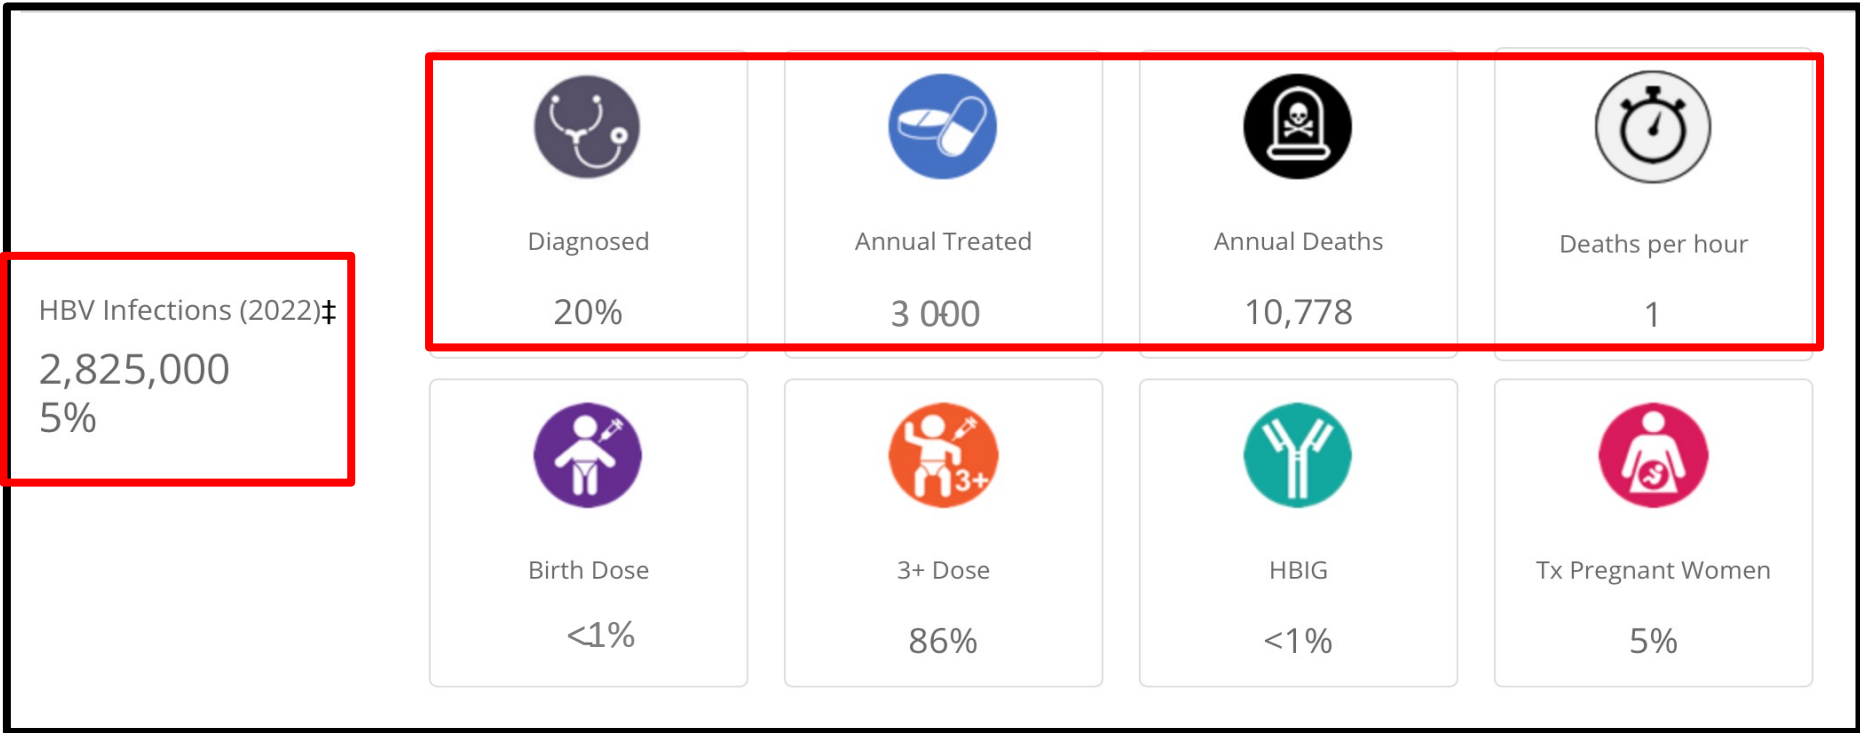 HBV Infections (2022)‡
2,825,000
5%
Diagnosed
20%
Annual Treated
3 000
Annual Deaths
10,778
Deaths per hour
1
Birth Dose
<1%
3+
3+ Dose
86%
HBIG
<1%
Tx Pregnant Women
5%